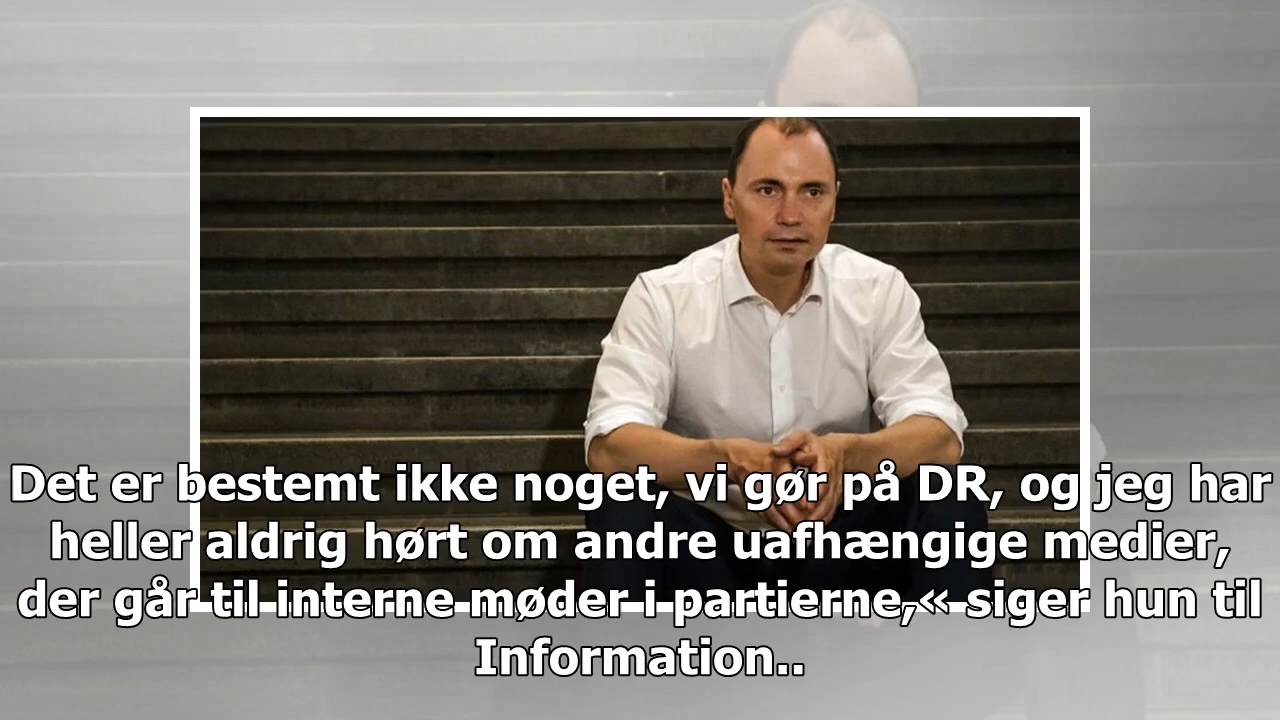 Det er bestemt ikke noget, vi gør på DR, og jeg har
heller aldrig hørt om andre uafhængige medier,
der går til interne møder i partierne,« siger hun til
Information..